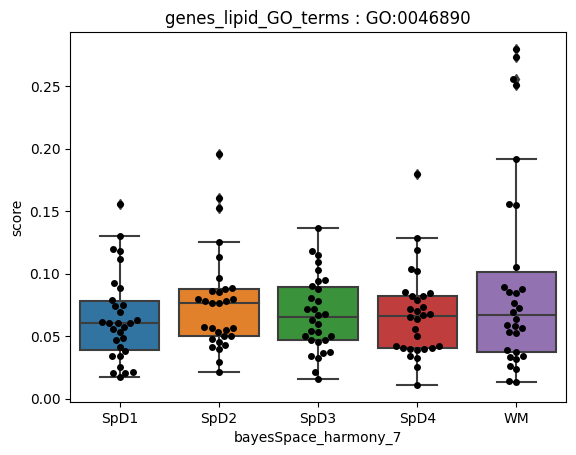 genes_lipid_GO_terms : GO:0046890
score
0.25
0.20
0.15
0.10
0.05
0.00
SpD1 SpD2 SpD3 SpD4 WM
bayesSpace_harmony_7